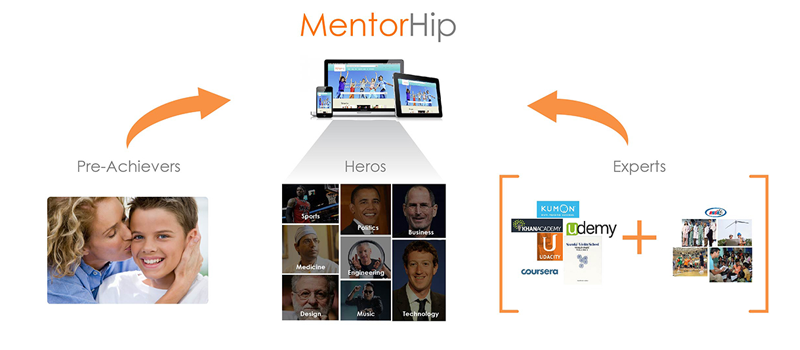 MentorHip
Pre-Achievers
Heros
Experts
Sports
Politics
Business
Medicine
Engineering
Design
Music
Technology
KUMON
KHANACADEMY
udemy
U
UDACITY
coursera